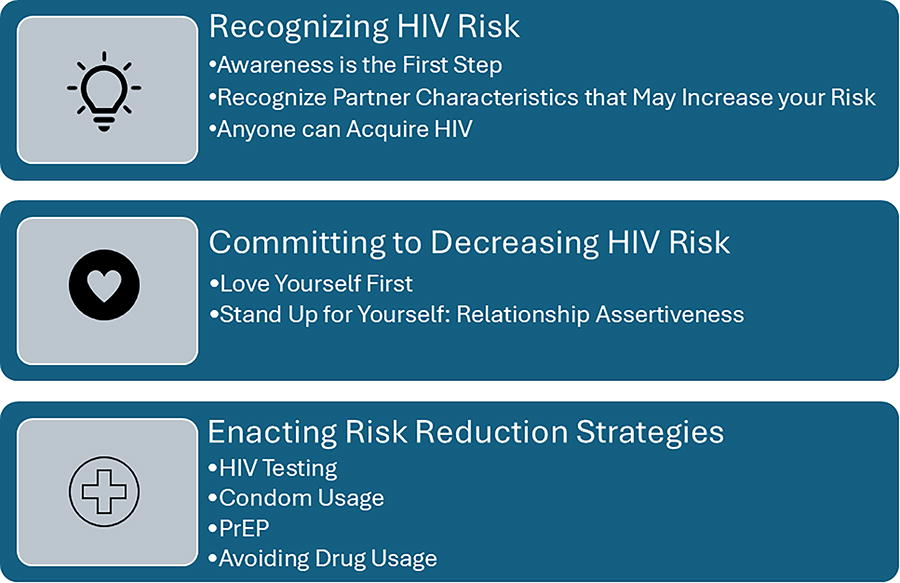 Recognizing HIV Risk
•Awareness is the First Step
•Recognize Partner Characteristics that May Increase your Risk
•Anyone can Acquire HIV
Committing to Decreasing HIV Risk
•Love Yourself First
•Stand Up for Yourself: Relationship Assertiveness
Enacting Risk Reduction Strategies
•HIV Testing
•Condom Usage
•PrEP
•Avoiding Drug Usage